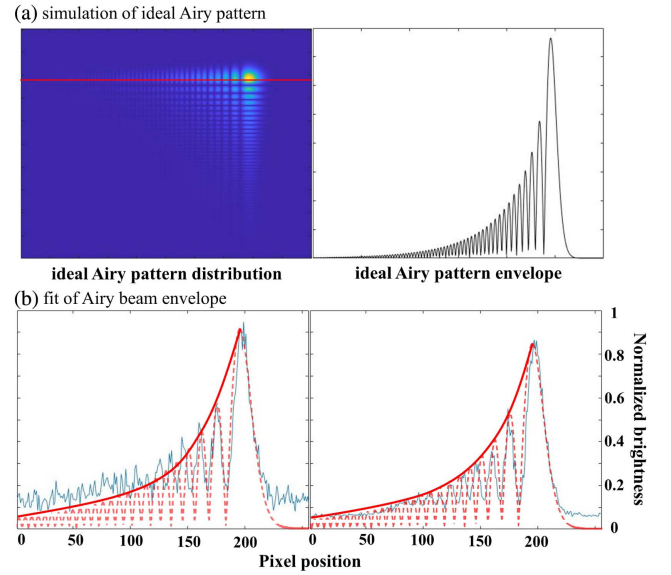 (a) simulation of ideal Airy pattern
ideal Airy pattern distribution
ideal Airy pattern envelope
(b) fit of Airy beam envelope
1
0.8
0.6
0.4
0.2
0
Normalized brightness
0 50 100 150 200
0 50 100 150 200
Pixel position